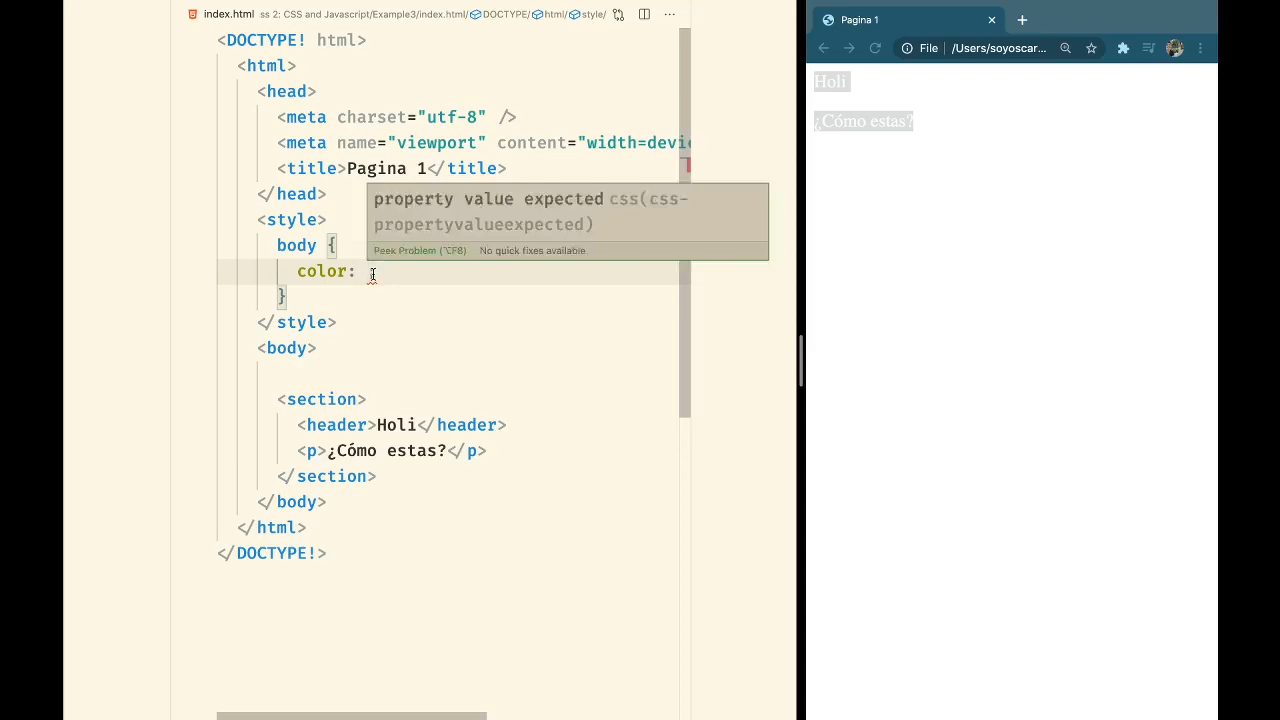 index.html ss 2: CSS and Javascript/Example3/index.html/DOCTYPE/html/style/ ...
<DOCTYPE! html>
<html>
<head>
<meta charset="utf-8" />
<meta name="viewport" content="width=devic
<title>Pagina 1</title>
</head>
<style>
property value expected css(css-
propertyvalueexpected)
Peek Problem (⌥F8) No quick fixes available
body {
color:
}
</style>
<body>
<section>
<header>Holi</header>
<p>¿Cómo estas?</p>
</section>
</body>
</html>
</DOCTYPE!>
Pagina 1
File /Users/soyoscar...
Holi
¿Cómo estas?